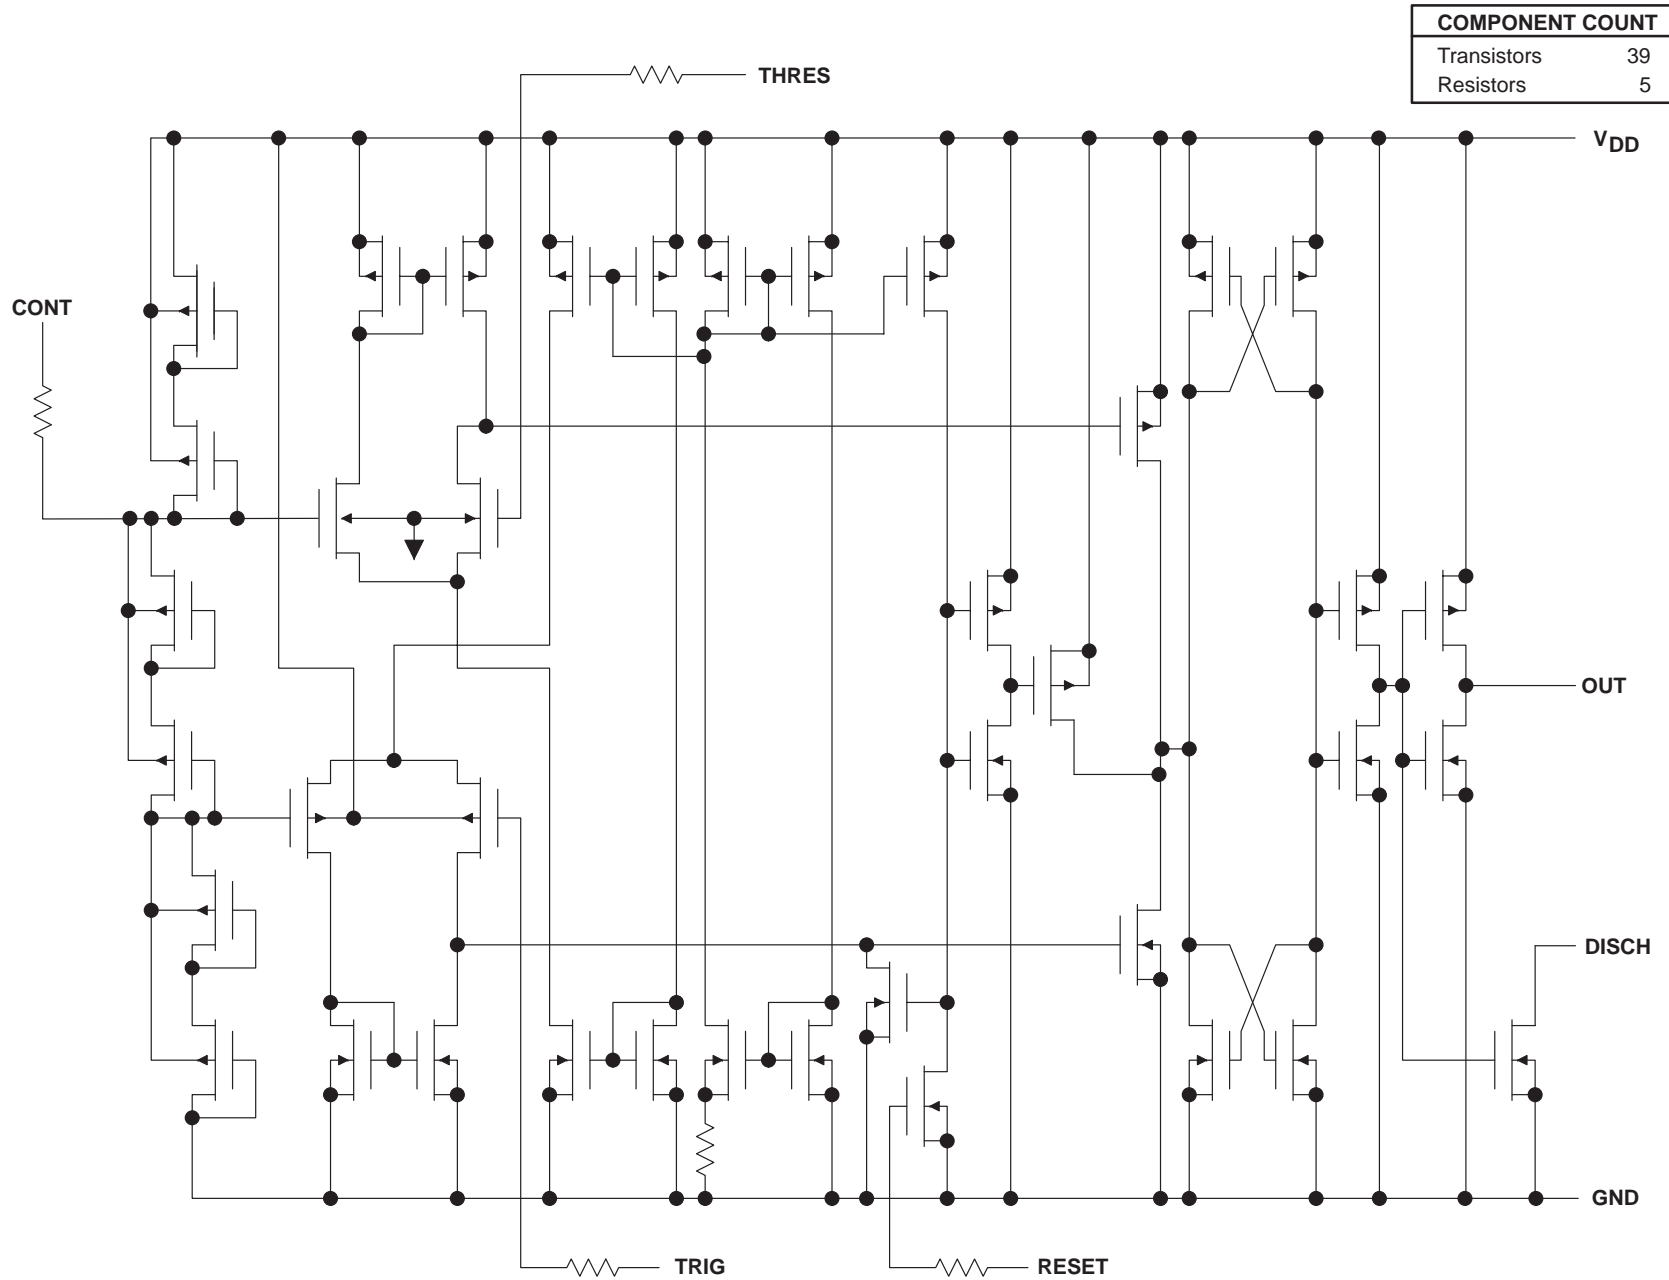 COMPONENT COUNT
Transistors 39
Resistors 5
THRES
VDD
CONT
OUT
DISCH
GND
TRIG
RESET